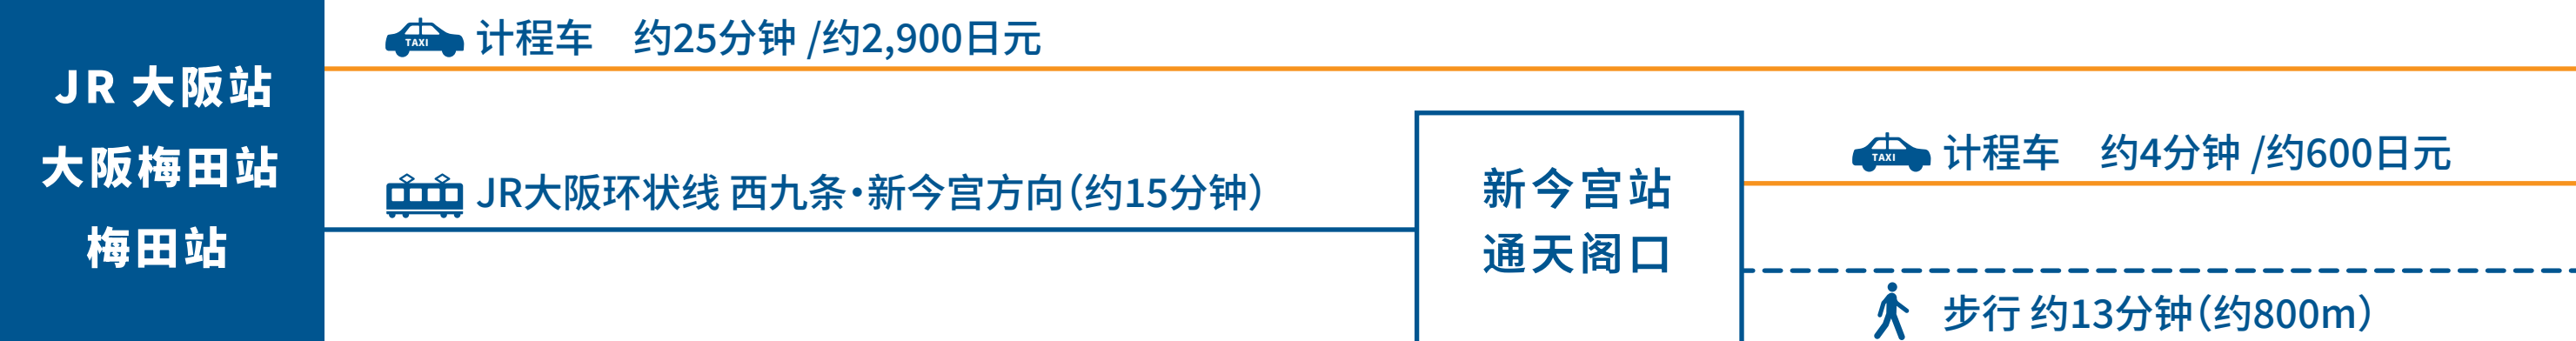 JR 大阪站
大阪梅田站
梅田站
TAXI 计程车 约25分钟 /约2,900日元
JR大阪环状线 西九条・新今宫方向（约15分钟）
新今宫站
通天阁口
TAXI 计程车 约4分钟 /约600日元
步行 约13分钟（约800m）